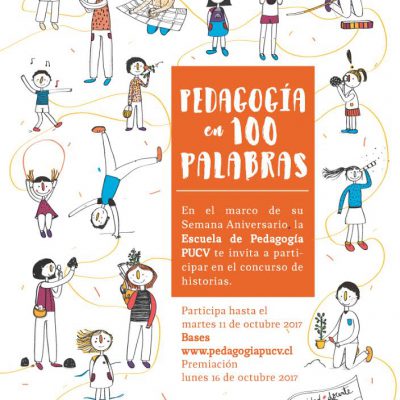 PEDAGOGÍA
en 100
PALABRAS
En el marco de su
Semana Aniversario, la
Escuela de Pedagogía
PUCV te invita a parti-
cipar en el concurso de
historias.
Participa hasta el
martes 11 de octubre 2017
Bases
www.pedagogiapucv.cl
Premiación
lunes 16 de octubre 2017